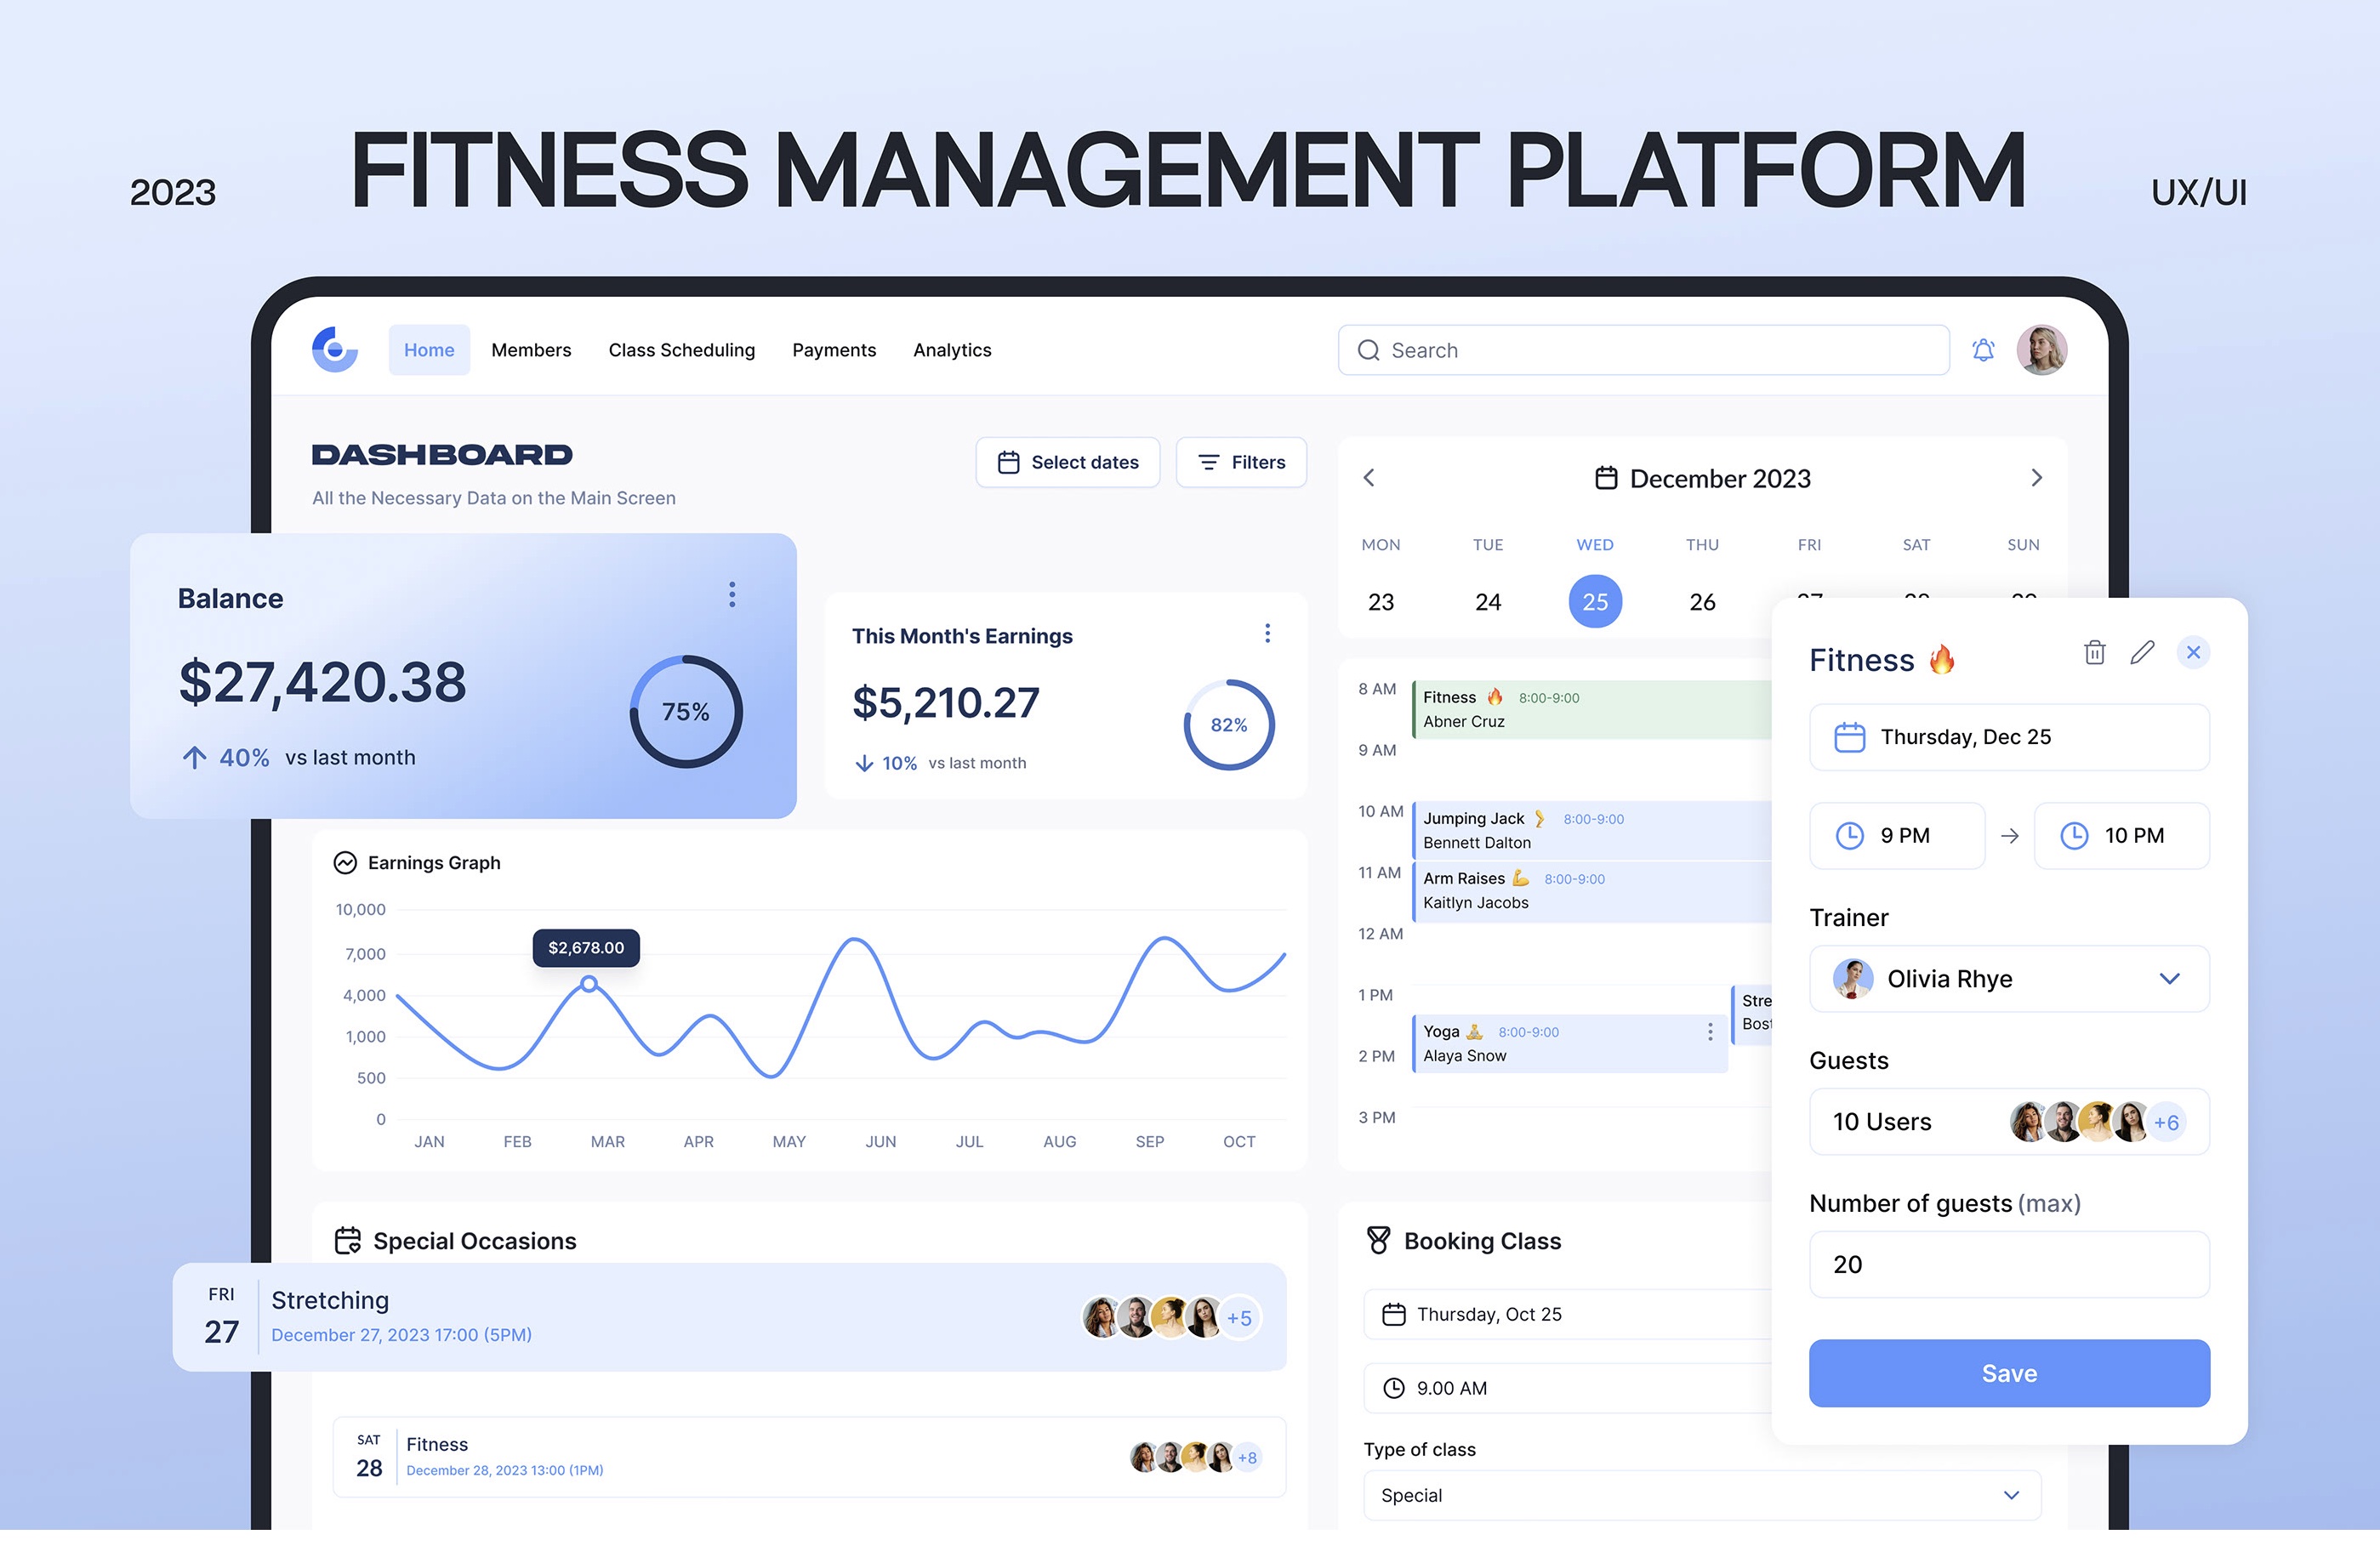 FITNESS MANAGEMENT PLATFORM
2023
UX/UI
Home
Members
Class Scheduling
Payments
Analytics
Search
DASHBOARD
All the Necessary Data on the Main Screen
Select dates
Filters
Balance
$27,420.38
40% vs last month
75%
This Month's Earnings
$5,210.27
10% vs last month
82%
Earnings Graph
10,000
7,000
4,000
1,000
500
0
$2,678.00
JAN FEB MAR APR MAY JUN JUL AUG SEP OCT
Special Occasions
FRI
27
Stretching
December 27, 2023 17:00 (5PM)
+5
SAT
28
Fitness
December 28, 2023 13:00 (1PM)
+8
December 2023
MON TUE WED THU FRI SAT SUN
23 24 25 26
8 AM
Fitness 🔥 8:00-9:00
Abner Cruz
9 AM
10 AM
Jumping Jack 8:00-9:00
Bennett Dalton
11 AM
Arm Raises 💪 8:00-9:00
Kaitlyn Jacobs
12 AM
1 PM
Stre
Bost
Yoga 8:00-9:00
Alaya Snow
2 PM
3 PM
Booking Class
Thursday, Oct 25
9.00 AM
Type of class
Special
Fitness 🔥
Thursday, Dec 25
9 PM → 10 PM
Trainer
Olivia Rhye
Guests
10 Users
+6
Number of guests (max)
20
Save